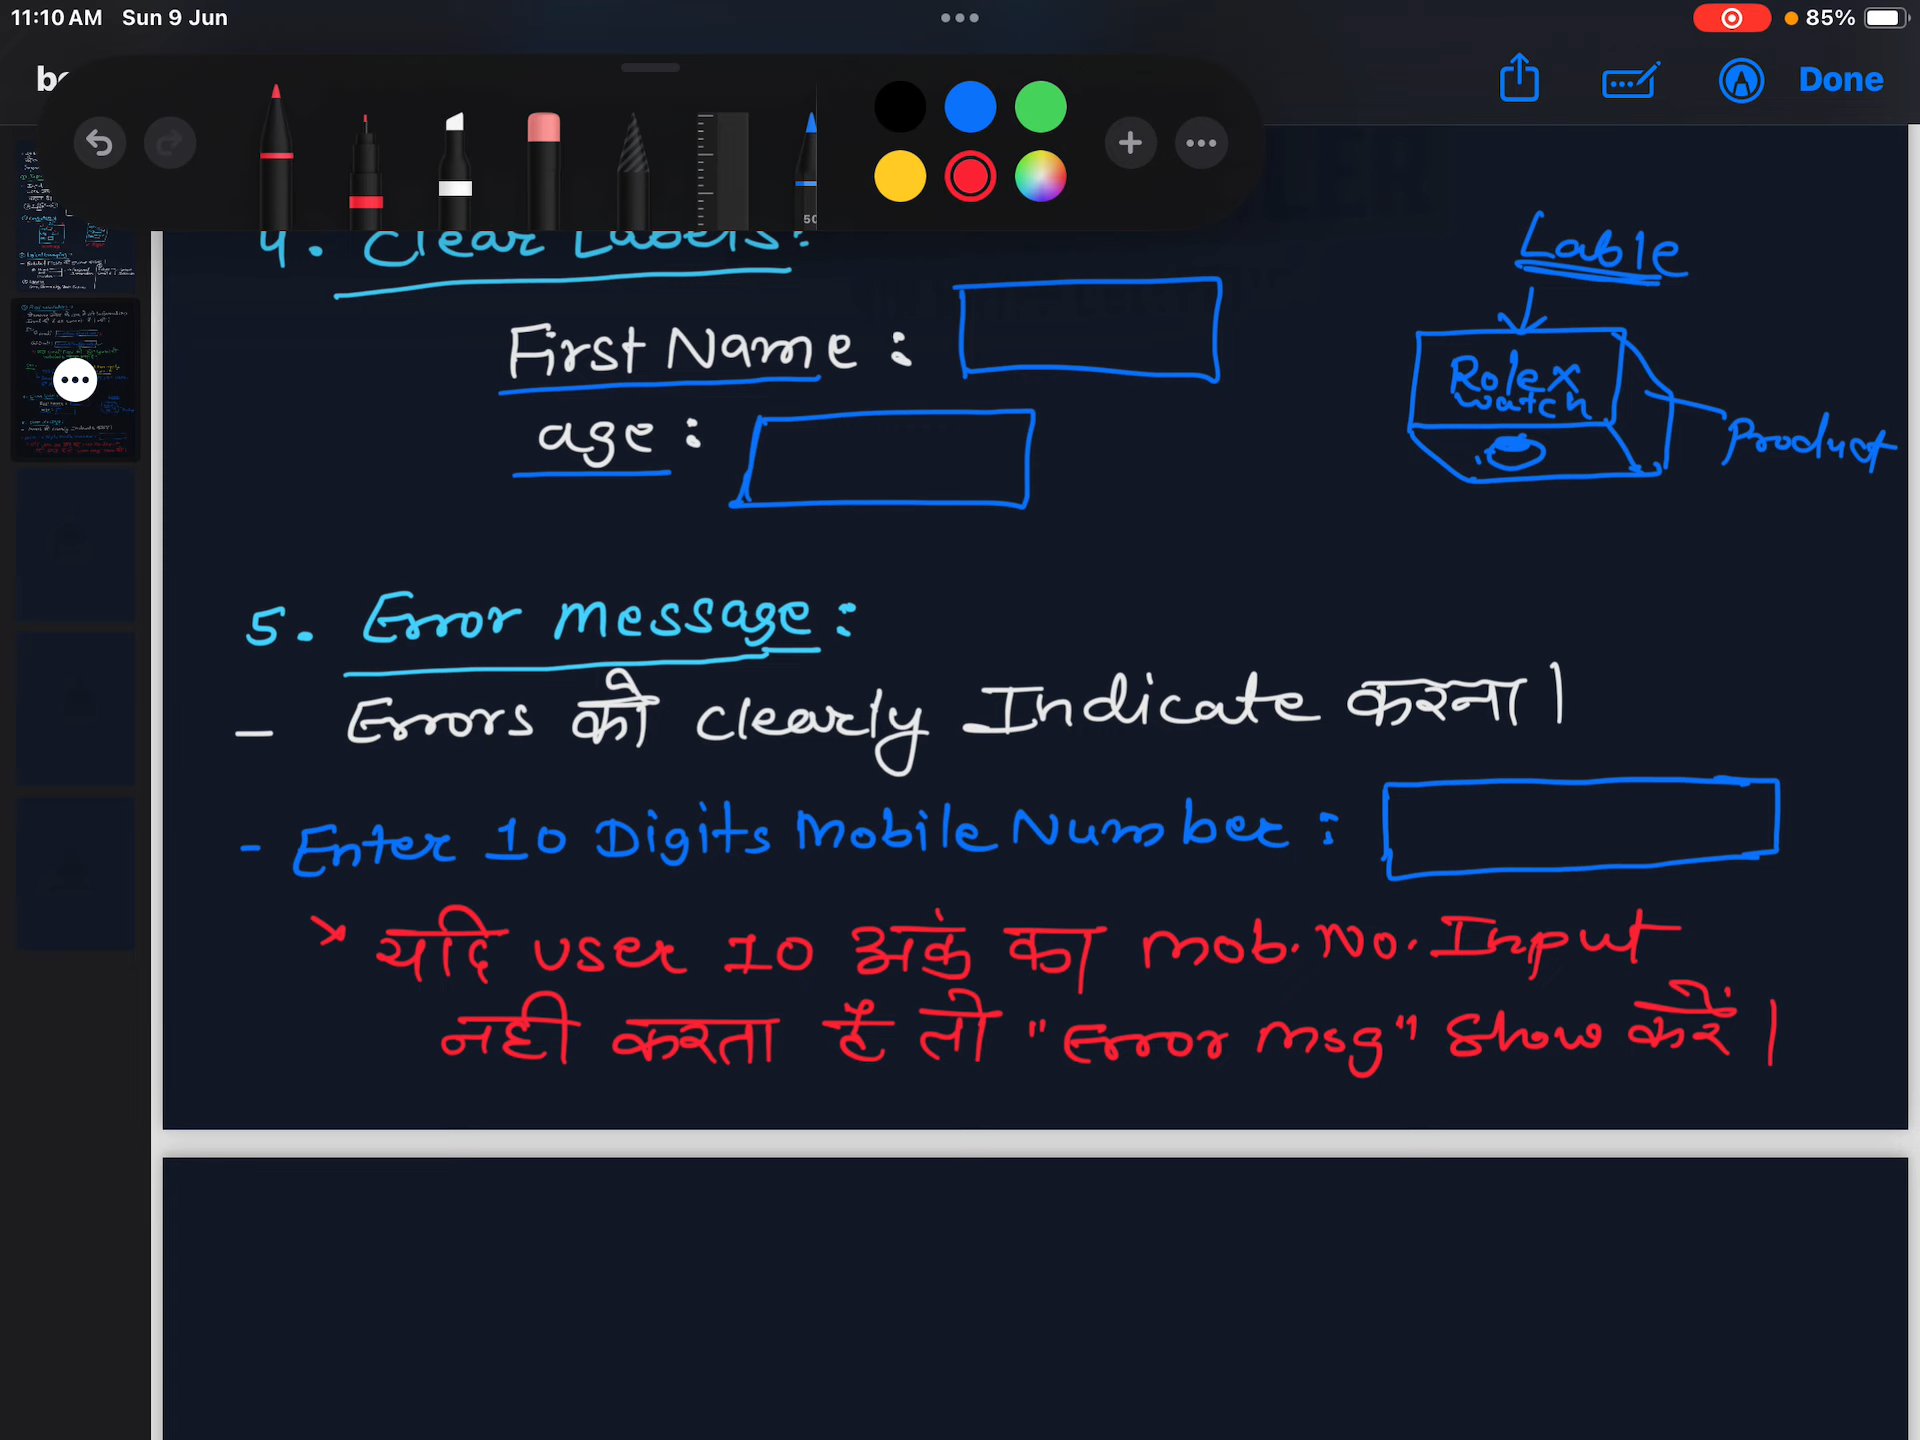 11:10 AM Sun 9 Jun
85%
Done
50
4. Clear Labels:
First Name :
age :
Lable
Rolex
watch
Product
5. Error message :
- Errors को clearly Indicate करना।
- Enter 10 Digits Mobile Number :
यदि user 10 अंकु का mob. No. Input
नही करता है तो "Error msg" Show करें।